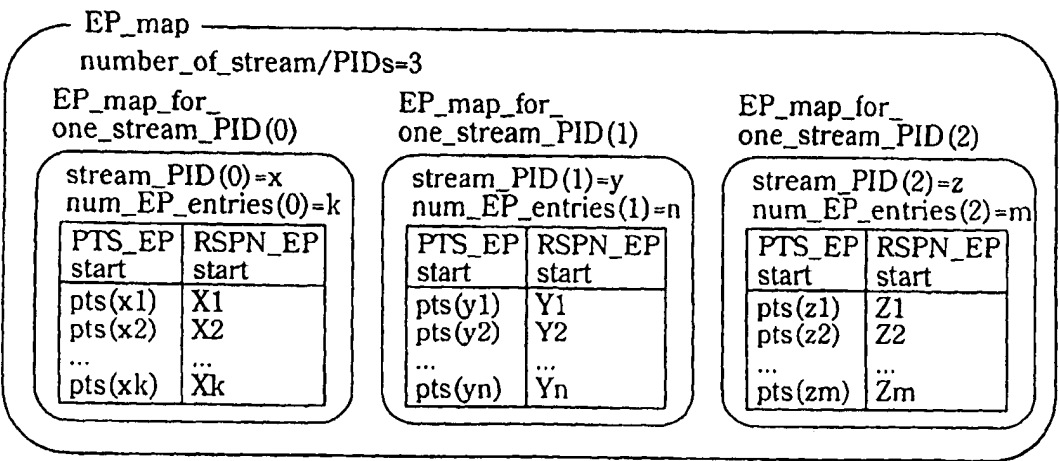 EP_map
number_of_stream/PIDs=3
EP_map_for_
one_stream_PID(0)
stream_PID(0)=x
num_EP_entries(0)=k
PTS_EP RSPN_EP
start start
pts(x1) X1
pts(x2) X2
... ...
pts(xk) Xk
EP_map_for_
one_stream_PID(1)
stream_PID(1)=y
num_EP_entries(1)=n
PTS_EP RSPN_EP
start start
pts(y1) Y1
pts(y2) Y2
... ...
pts(yn) Yn
EP_map_for_
one_stream_PID(2)
stream_PID(2)=z
num_EP_entries(2)=m
PTS_EP RSPN_EP
start start
pts(z1) Z1
pts(z2) Z2
... ...
pts(zm) Zm